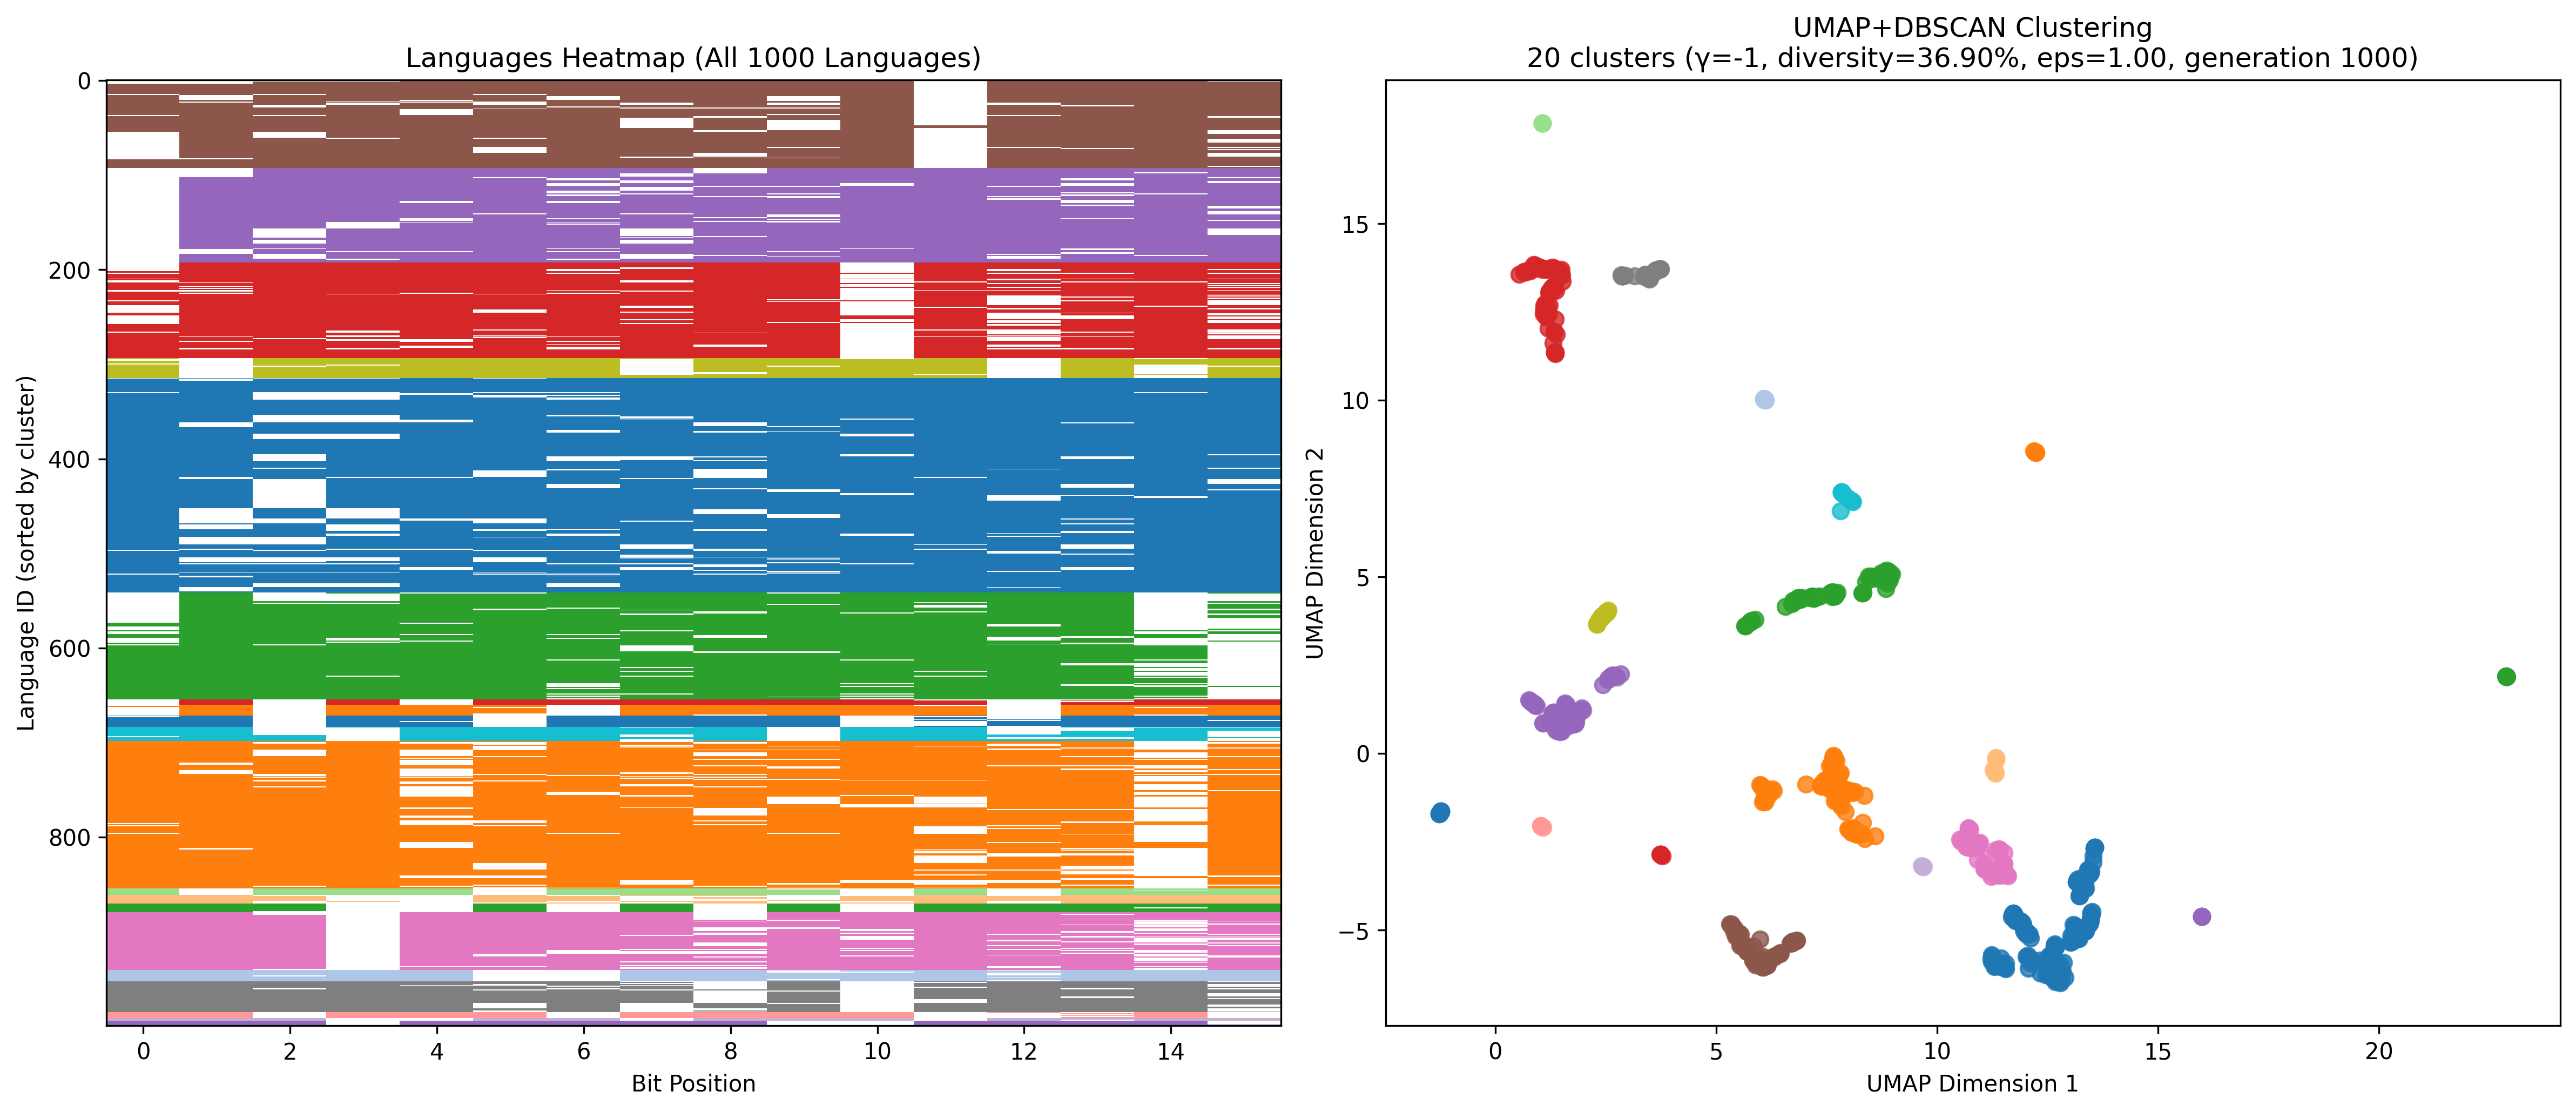 Languages Heatmap (All 1000 Languages)
0
200
400
600
800
Language ID (sorted by cluster)
0 2 4 6 8 10 12 14
Bit Position
UMAP+DBSCAN Clustering
20 clusters (γ=-1, diversity=36.90%, eps=1.00, generation 1000)
15
10
5
0
−5
UMAP Dimension 2
0 5 10 15 20
UMAP Dimension 1